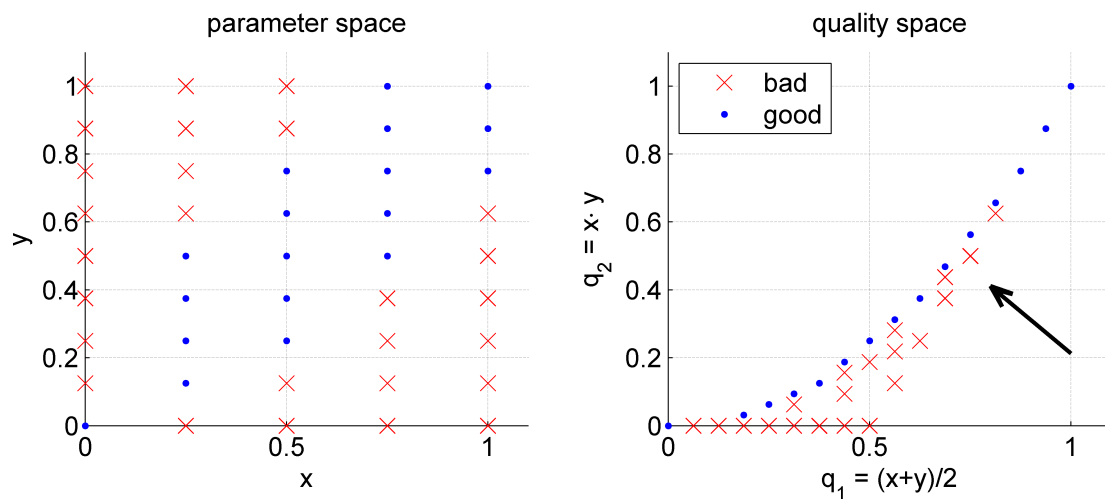 parameter space
1
0.8
0.6
0.4
0.2
0
y
0
0.5
1
x
quality space
bad
good
1
0.8
0.6
0.4
0.2
0
q₂ = x· y
0
0.5
1
q₁ = (x+y)/2